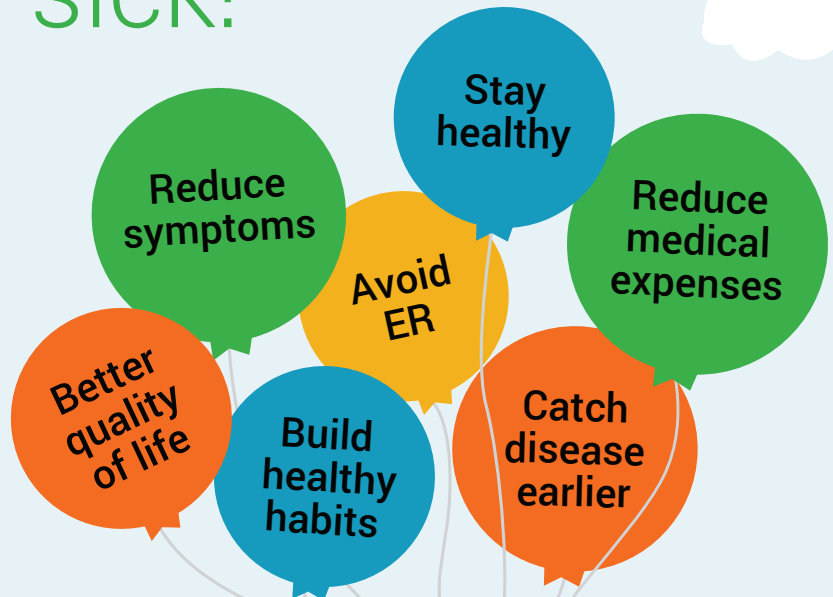 SICK!
Stay
healthy
Reduce
symptoms
Reduce
medical
expenses
Avoid
ER
Better
quality
of life
Build
healthy
habits
Catch
disease
earlier